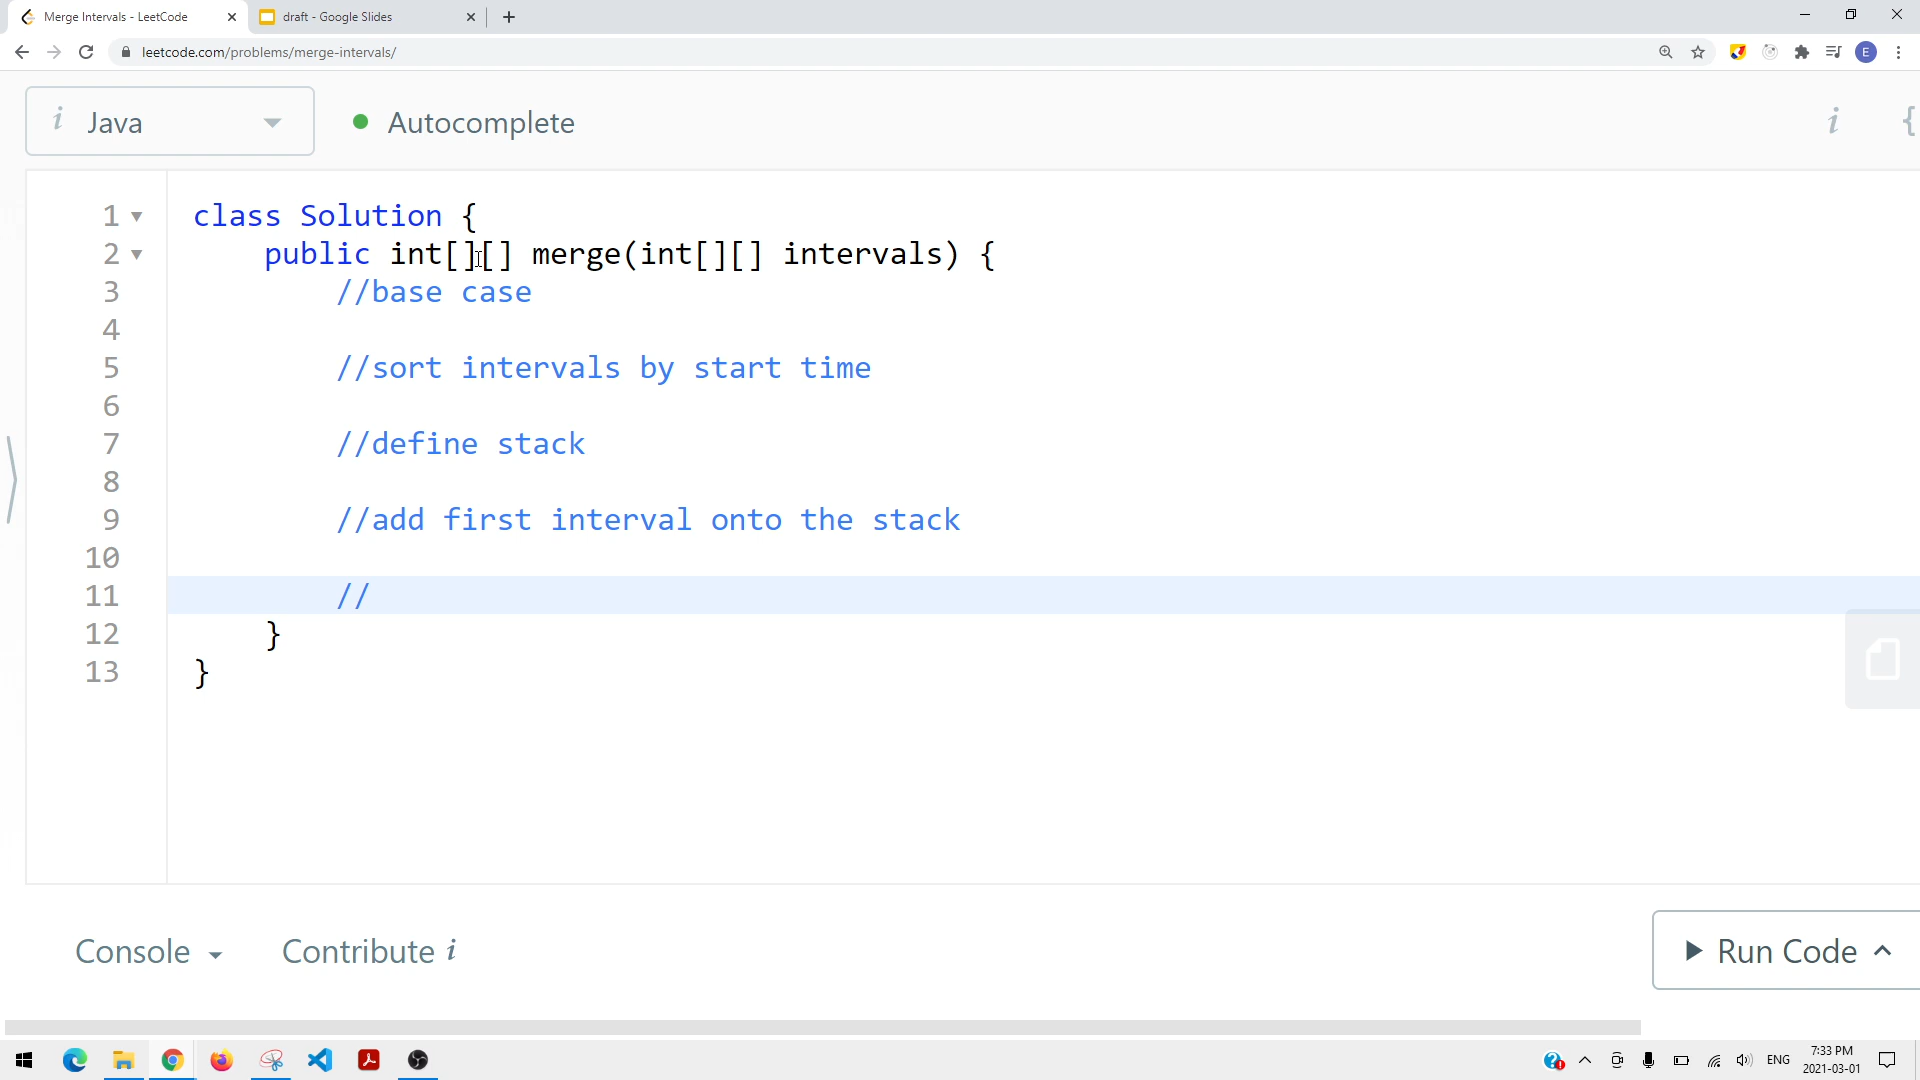 Merge Intervals - LeetCode
draft - Google Slides
leetcode.com/problems/merge-intervals/
E
i Java
Autocomplete
i {
1 class Solution {
2 public int[][] merge(int[][] intervals) {
3 //base case
4
5 //sort intervals by start time
6
7 //define stack
8
9 //add first interval onto the stack
10
11 //
12 }
13 }
Console
Contribute i
Run Code
ENG
7:33 PM
2021-03-01